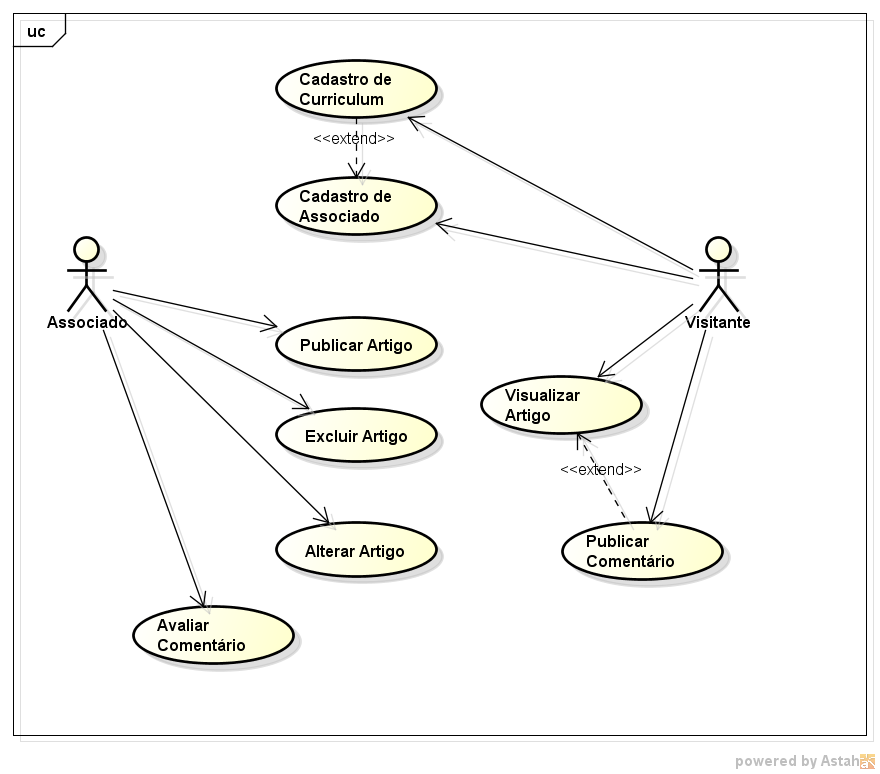 uc
Cadastro de
Curriculum
<<extend>>
Cadastro de
Associado
Associado
Visitante
Publicar Artigo
Visualizar
Artigo
Excluir Artigo
<<extend>>
Alterar Artigo
Publicar
Comentário
Avaliar
Comentário
powered by Astah